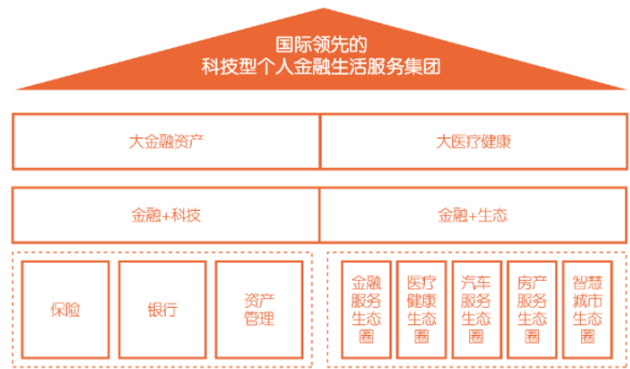 国际领先的
科技型个人金融生活服务集团
大金融资产
大医疗健康
金融+科技
金融+生态
保险
银行
资产
管理
金融
服务
生态
圈
医疗
健康
生态
圈
汽车
服务
生态
圈
房产
服务
生态
圈
智慧
城市
生态
圈